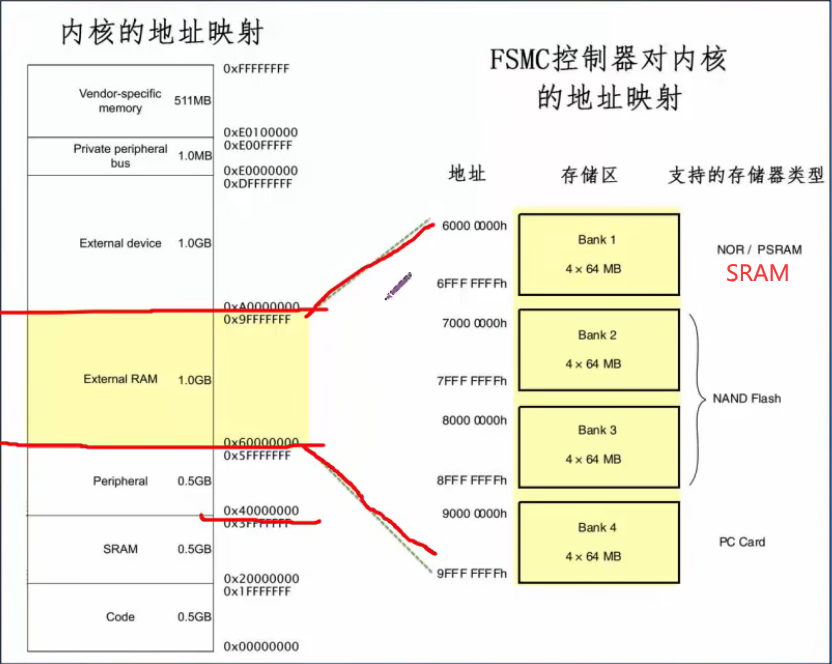 内核的地址映射
0xFFFFFFFF
Vendor-specific
memory
511MB
0xE0100000
0xE00FFFFF
Private peripheral
bus
1.0MB
0xE0000000
0xDFFFFFFF
External device
1.0GB
0xA0000000
0x9FFFFFFF
External RAM
1.0GB
0x60000000
0x5FFFFFFF
Peripheral
0.5GB
0x40000000
0x3FFFFFFF
SRAM
0.5GB
0x20000000
0x1FFFFFFF
Code
0.5GB
0x00000000
FSMC控制器对内核
的地址映射
地址
存储区
支持的存储器类型
6000 0000h
Bank 1
4 × 64 MB
6FFF FFFFh
NOR / PSRAM
SRAM
7000 0000h
Bank 2
4 × 64 MB
7FFF FFFFh
8000 0000h
Bank 3
4 × 64 MB
8FFF FFFFh
NAND Flash
9000 0000h
Bank 4
4 × 64 MB
9FFF FFFFh
PC Card